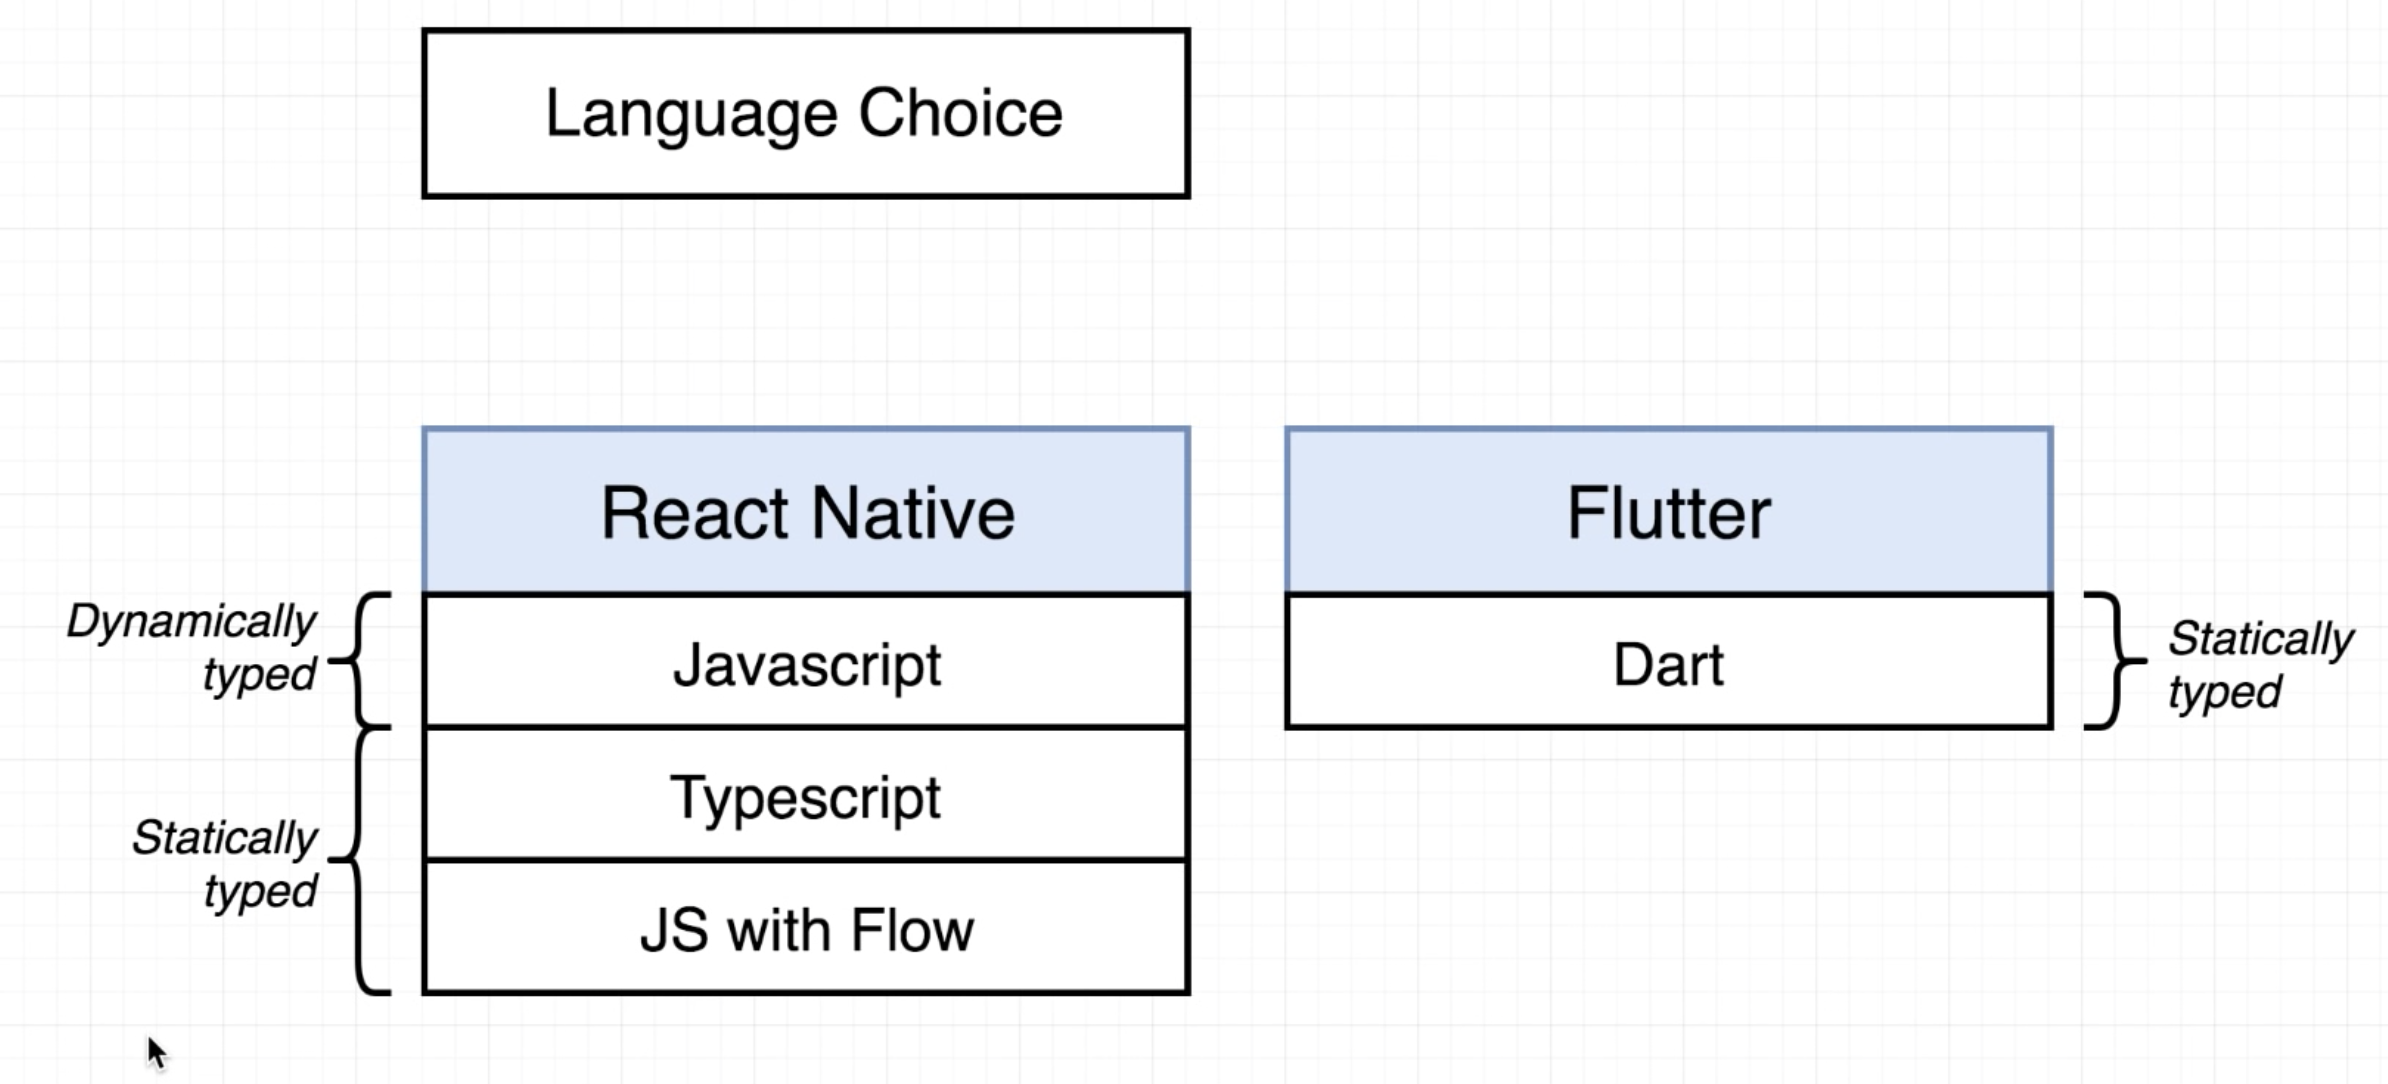 Language Choice
React Native
Flutter
Dynamically
typed
Javascript
Dart
Statically
typed
Typescript
Statically
typed
JS with Flow